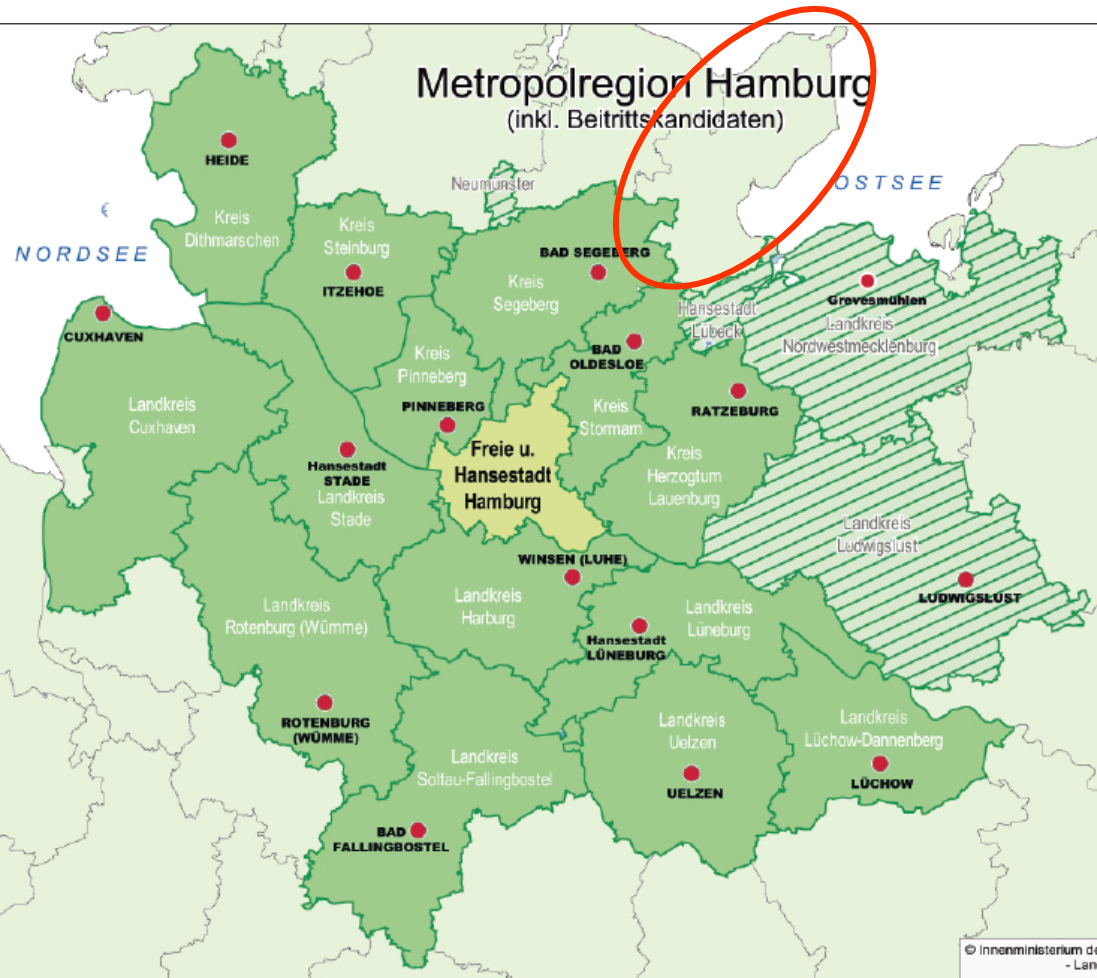 Metropolregion Hamburg
(inkl. Beitrittskandidaten)
HEIDE
Neumünster
OSTSEE
Kreis
Dithmarschen
Kreis
Steinburg
NORDSEE
BAD SEGEBERG
ITZEHOE
Kreis
Segeberg
Grevesmühlen
CUXHAVEN
Hansestadt
Lübeck
Landkreis
Nordwestmecklenburg
BAD
OLDESLOE
Kreis
Pinneberg
PINNEBERG
RATZEBURG
Landkreis
Cuxhaven
Kreis
Stormarn
Freie u.
Hansestadt
Hamburg
Kreis
Herzogtum
Lauenburg
Hansestadt
STADE
Landkreis
Stade
Landkreis
Ludwigslust
WINSEN (LUHE)
LUDWIGSLUST
Landkreis
Rotenburg (Wümme)
Landkreis
Harburg
Landkreis
Lüneburg
Hansestadt
LÜNEBURG
ROTENBURG
(WÜMME)
Landkreis
Uelzen
Landkreis
Lüchow-Dannenberg
Landkreis
Soltau-Fallingbostel
UELZEN
LÜCHOW
BAD
FALLINGBOSTEL
© Innenministerium de
- Lan